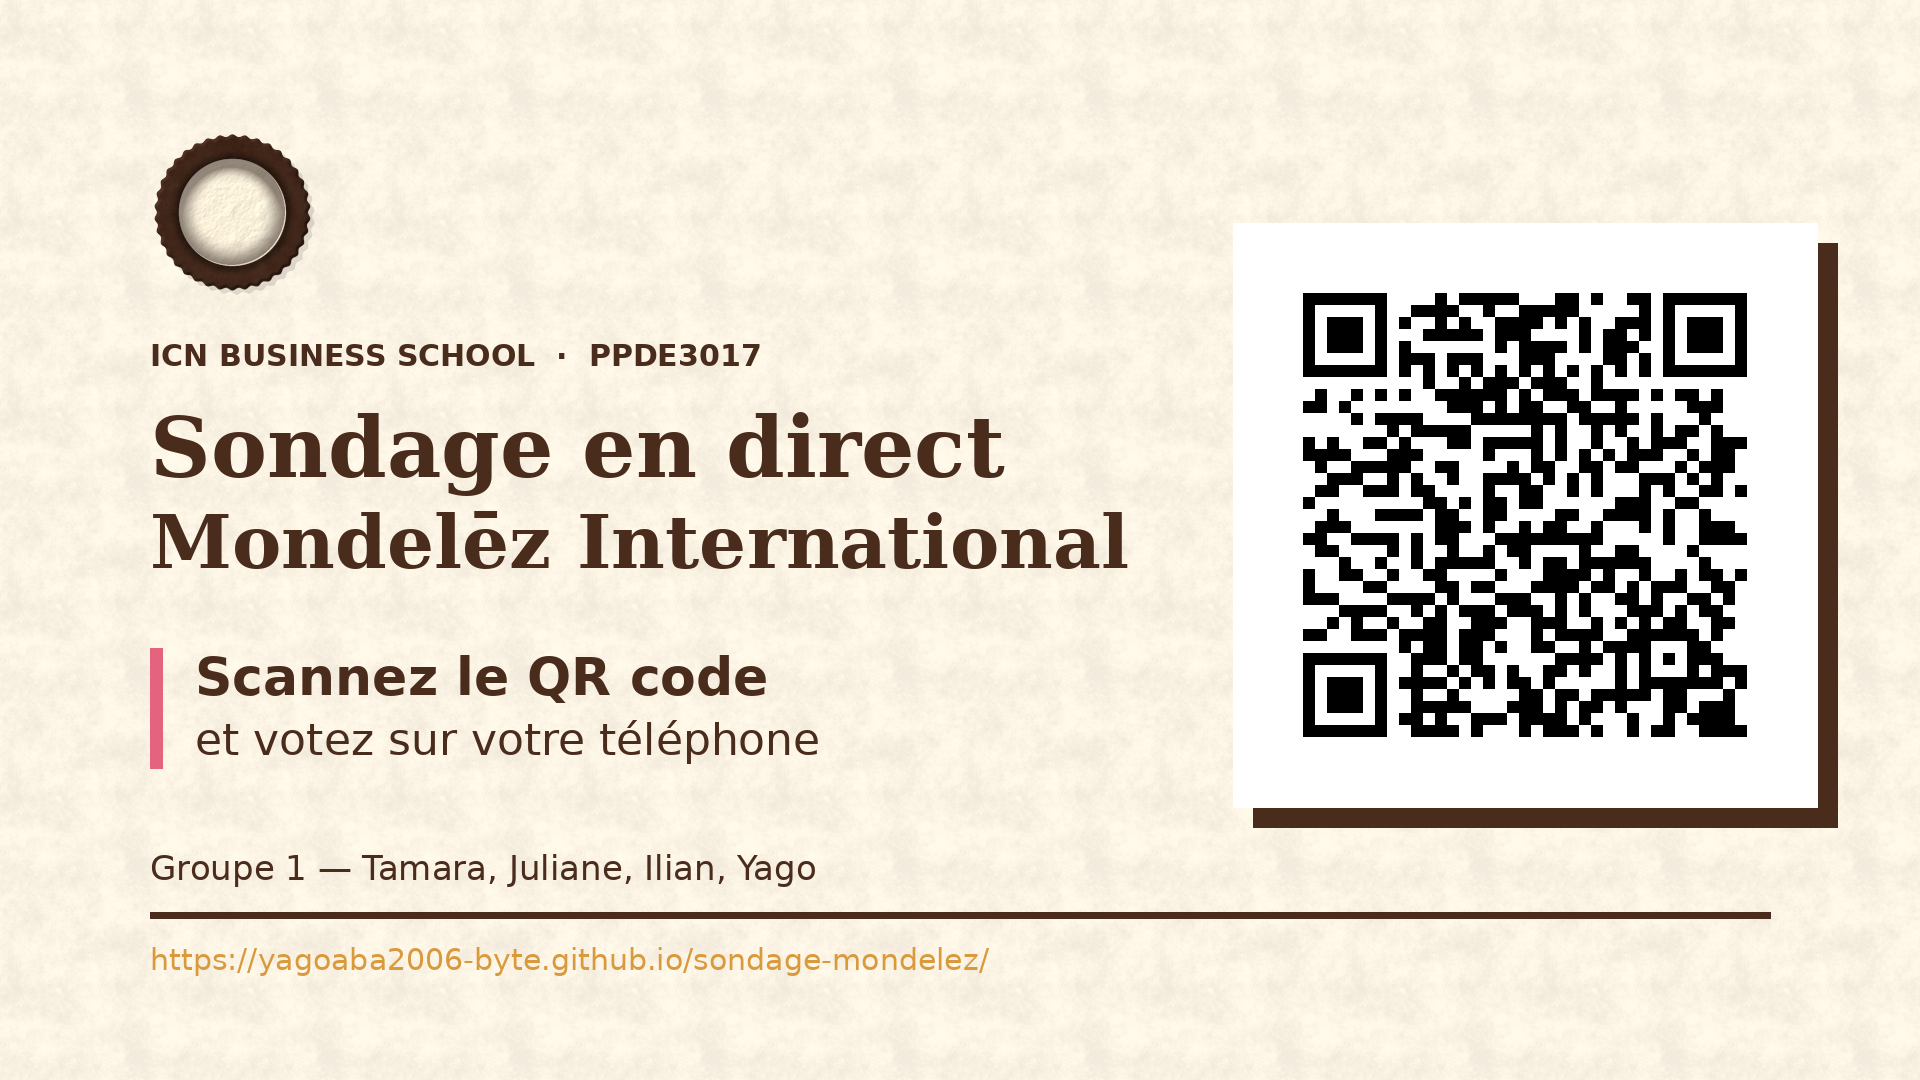 ICN BUSINESS SCHOOL · PPDE3017
Sondage en direct
Mondelēz International
Scannez le QR code
et votez sur votre téléphone
Groupe 1 — Tamara, Juliane, Ilian, Yago
https://yagoaba2006-byte.github.io/sondage-mondelez/